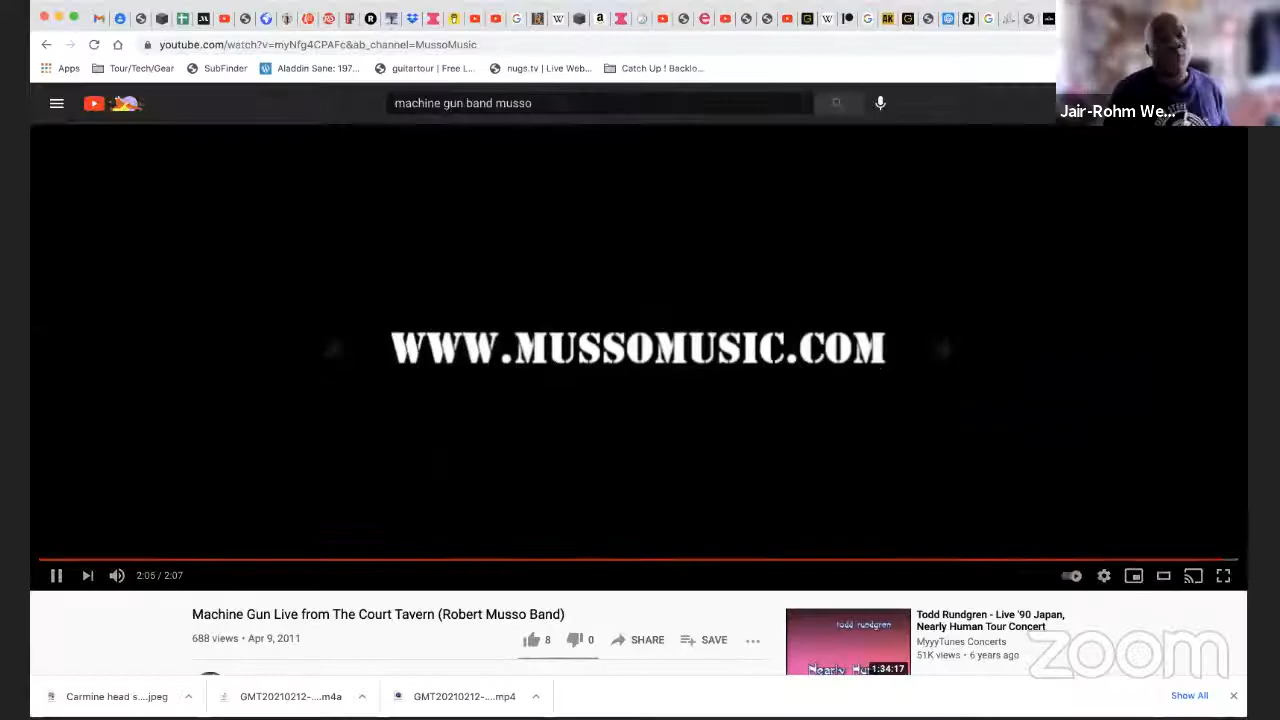 youtube.com/watch?v=myNfg4CPAFc&ab_channel=MussoMusic
Apps Tour/Tech/Gear SubFinder Aladdin Sane: 197... guitartour | Free L... nugs.tv | Live Web... Catch Up ! Backlo...
machine gun band musso
Jair-Rohm We...
WWW.MUSSOMUSIC.COM
2:05 / 2:07
Machine Gun Live from The Court Tavern (Robert Musso Band)
688 views • Apr 9, 2011
8 0 SHARE SAVE ...
todd rundgren
1:34:17
Todd Rundgren - Live '90 Japan,
Nearly Human Tour Concert
MyyyTunes Concerts
51K views • 6 years ago
zoom
Carmine head s....jpeg GMT20210212-....m4a GMT20210212-....mp4 Show All